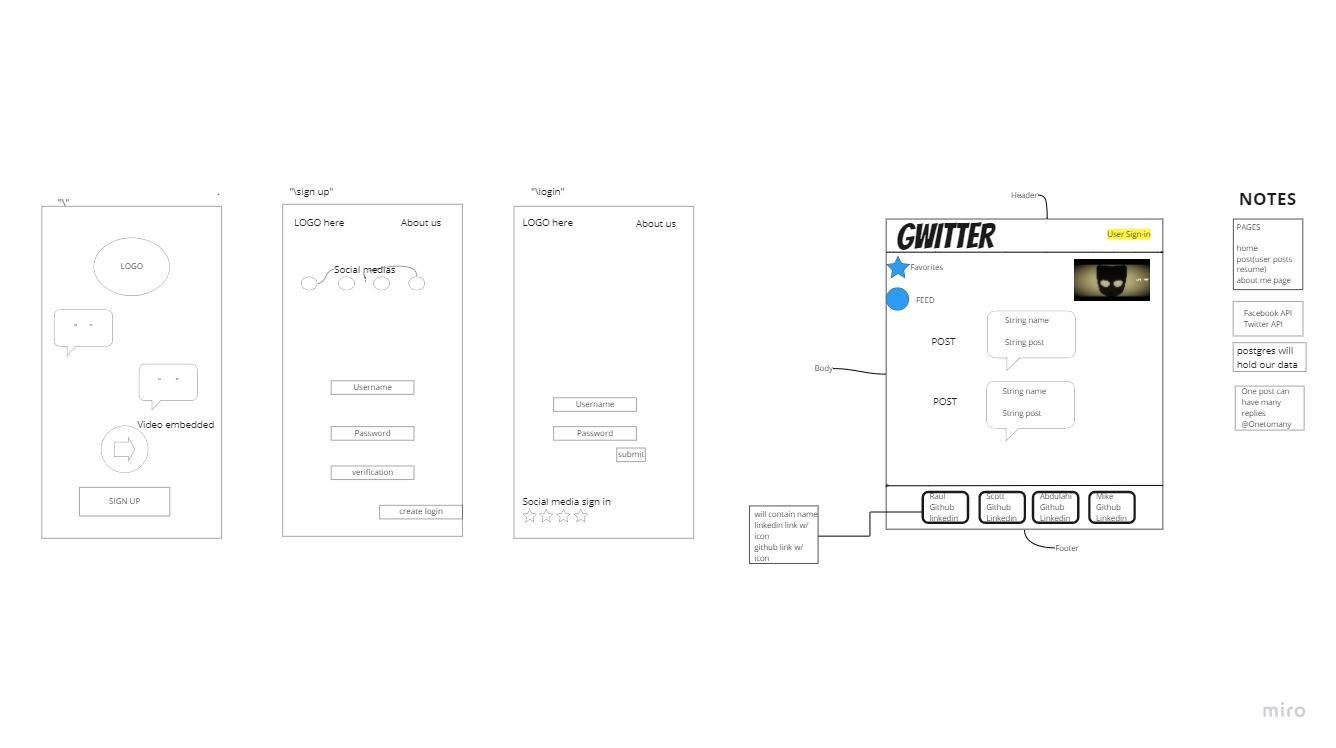 "\"
.
LOGO
" "
" "
Video embedded
SIGN UP
"\sign up"
LOGO here
About us
Social medias
Username
Password
verification
create login
"\login"
LOGO here
About us
Username
Password
submit
Social media sign in
Header
GWITTER
User Sign-in
Favorites
FEED
String name
POST
String post
Body
String name
POST
String post
Raul
Github
linkedin
Scott
Github
Linkedin
Abdulahi
Github
Linkedin
Mike
Github
Linkedin
will contain name
linkedin link w/
icon
github link w/
icon
Footer
NOTES
PAGES
home
post(user posts
resume)
about me page
Facebook API
Twitter API
postgres will
hold our data
One post can
have many
replies
@Onetomany
miro